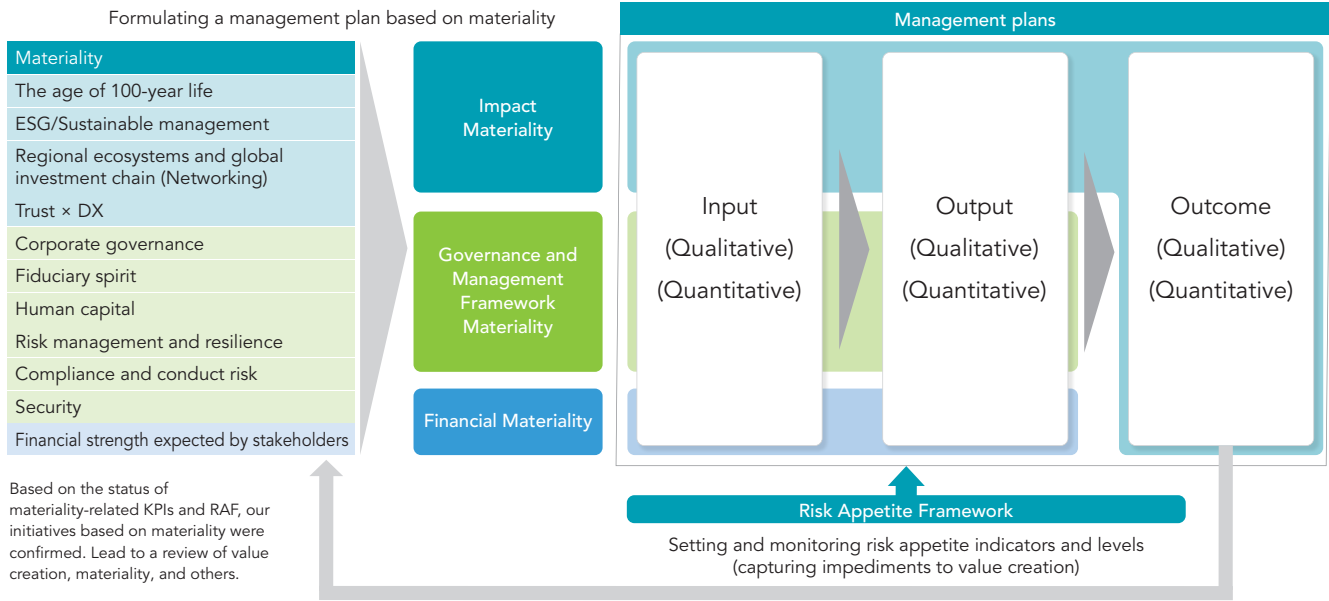 Formulating a management plan based on materiality
Materiality
The age of 100-year life
ESG/Sustainable management
Regional ecosystems and global
investment chain (Networking)
Trust × DX
Corporate governance
Fiduciary spirit
Human capital
Risk management and resilience
Compliance and conduct risk
Security
Financial strength expected by stakeholders
Based on the status of
materiality-related KPIs and RAF, our
initiatives based on materiality were
confirmed. Lead to a review of value
creation, materiality, and others.
Impact
Materiality
Governance and
Management
Framework
Materiality
Financial Materiality
Management plans
Input
(Qualitative)
(Quantitative)
Output
(Qualitative)
(Quantitative)
Outcome
(Qualitative)
(Quantitative)
Risk Appetite Framework
Setting and monitoring risk appetite indicators and levels
(capturing impediments to value creation)